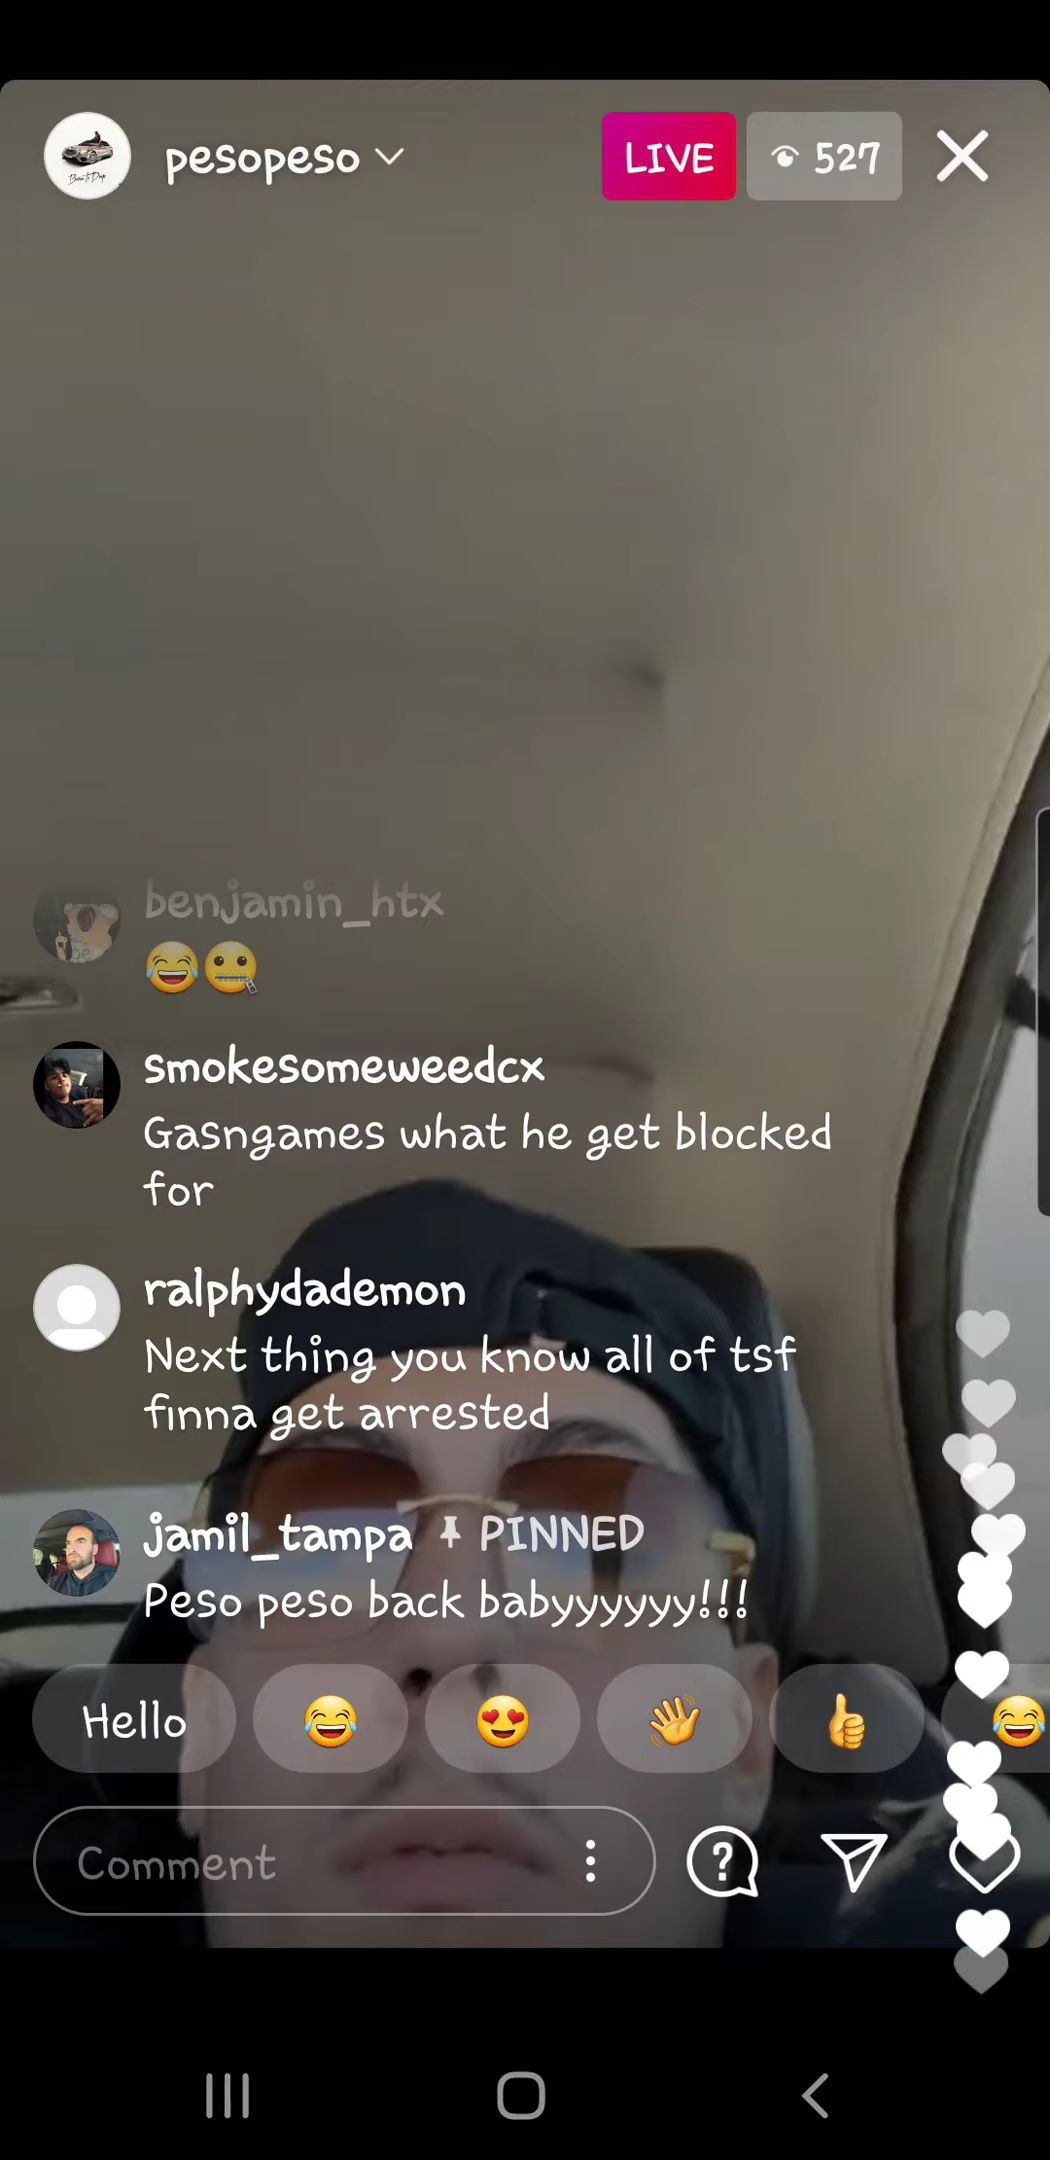 pesopeso
LIVE
527
benjamin_htx
😂🤐
smokesomeweedcx
Gasngames what he get blocked
for
ralphydademon
Next thing you know all of tsf
finna get arrested
jamil_tampa PINNED
Peso peso back babyyyyyy!!!
Hello 😂 😍 👋 👍 😂
Comment